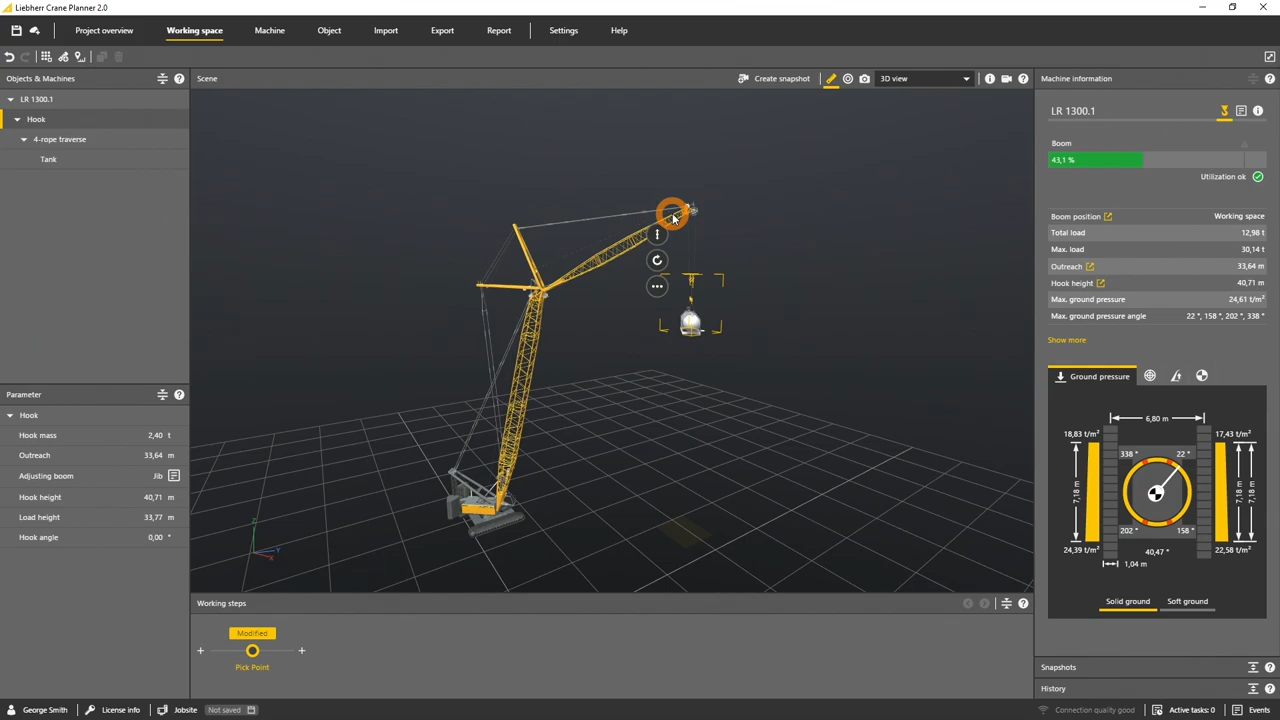 Liebherr Crane Planner 2.0
Project overview Working space Machine Object Import Export Report Settings Help
Objects & Machines
LR 1300.1
Hook
4-rope traverse
Tank
Parameter
Hook
Hook mass 2,40 t
Outreach 33,64 m
Adjusting boom Jib
Hook height 40,71 m
Load height 33,77 m
Hook angle 0,00 °
Scene Create snapshot 3D view
Z
Y
X
Working steps
Modified
Pick Point
Machine information
LR 1300.1
Boom
43,1 %
Utilization ok
Boom position Working space
Total load 12,98 t
Max. load 30,14 t
Outreach 33,64 m
Hook height 40,71 m
Max. ground pressure 24,61 t/m²
Max. ground pressure angle 22 °, 158 °, 202 °, 338 °
Show more
Ground pressure
6,80 m
18,83 t/m² 17,43 t/m²
338 ° 22 °
7,18 m 7,18 m 7,18 m
202 ° 158 °
24,39 t/m² 40,47 ° 22,58 t/m²
1,04 m
Solid ground Soft ground
Snapshots
History
George Smith License info Jobsite Not saved Connection quality good Active tasks: 0 Events